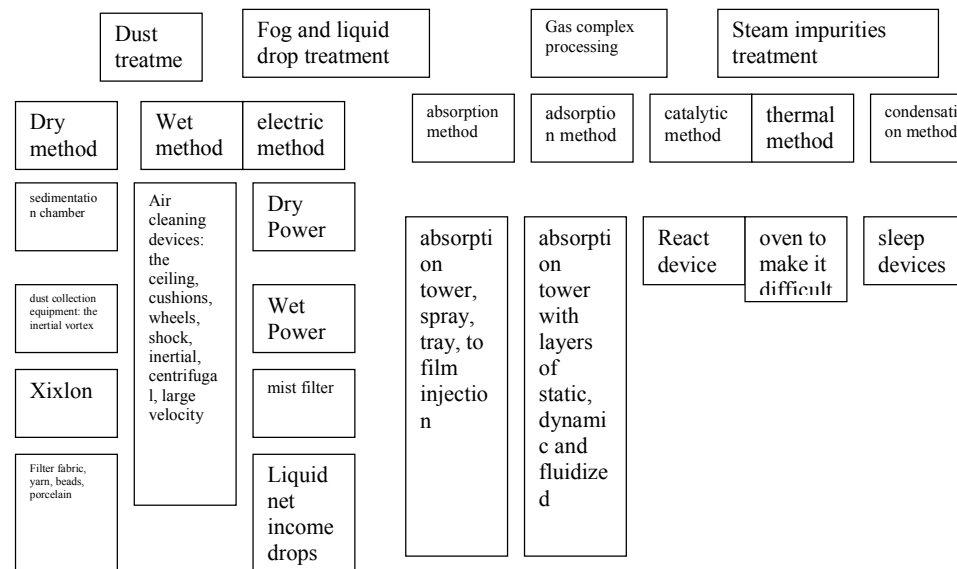 Dust
treatme
Fog and liquid
drop treatment
Gas complex
processing
Steam impurities
treatment
Dry
method
Wet
method
electric
method
absorption
method
adsorptio
n method
catalytic
method
thermal
method
condensati
on method
sedimentatio
n chamber
dust collection
equipment: the
inertial vortex
Xixlon
Filter fabric,
yarn, beads,
porcelain
Air
cleaning
devices:
the
ceiling,
cushions,
wheels,
shock,
inertial,
centrifuga
l, large
velocity
Dry
Power
Wet
Power
mist filter
Liquid
net
income
drops
absorpti
on
tower,
spray,
tray, to
film
injectio
n
absorpti
on
tower
with
layers
of
static,
dynami
c and
fluidize
d
React
device
oven to
make it
difficult
sleep
devices